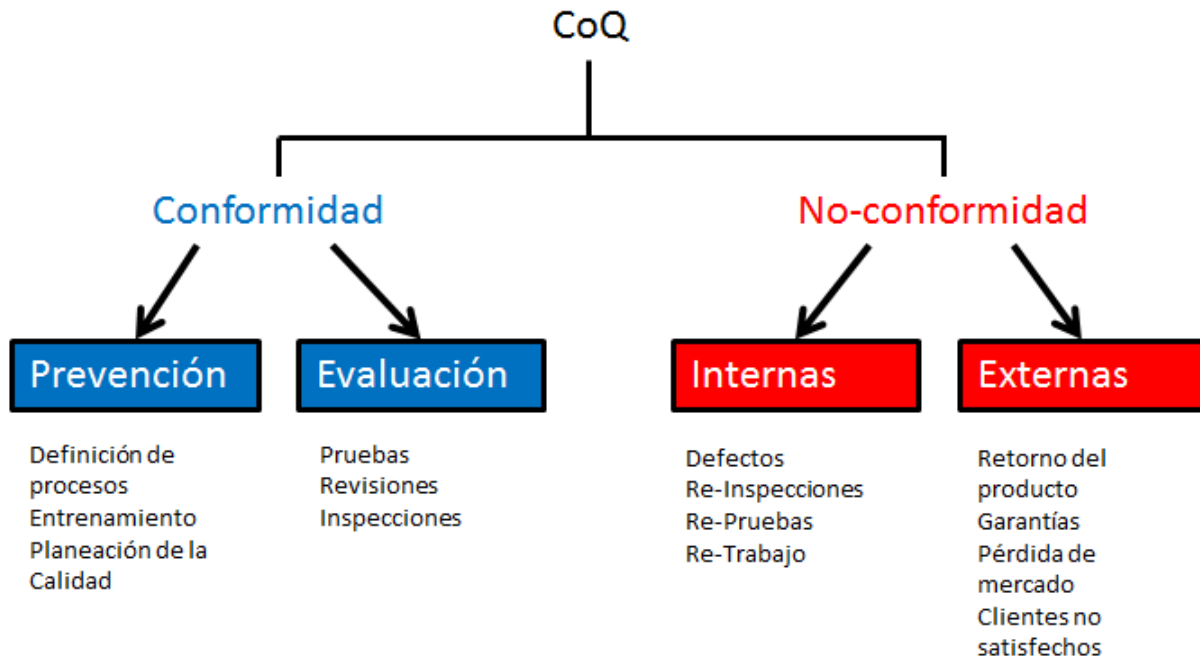 CoQ
Conformidad
No-conformidad
Prevención
Evaluación
Internas
Externas
Definición de
procesos
Entrenamiento
Planeación de la
Calidad
Pruebas
Revisiones
Inspecciones
Defectos
Re-Inspecciones
Re-Pruebas
Re-Trabajo
Retorno del
producto
Garantías
Pérdida de
mercado
Clientes no
satisfechos